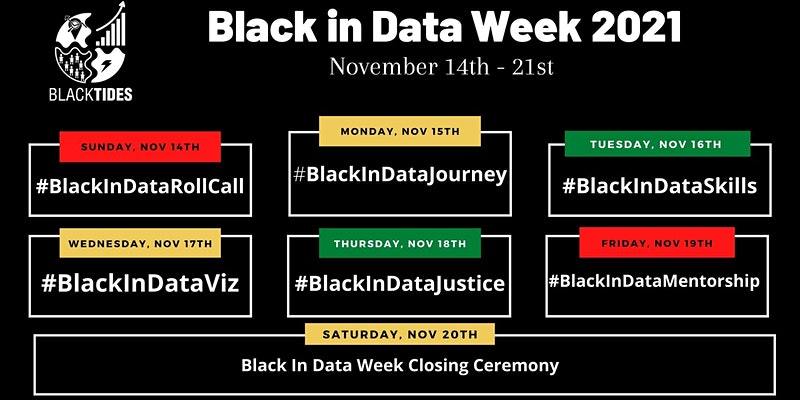 Black in Data Week 2021
November 14th - 21st
BLACKTIDES
SUNDAY, NOV 14TH
#BlackInDataRollCall
MONDAY, NOV 15TH
#BlackInDataJourney
TUESDAY, NOV 16TH
#BlackInDataSkills
WEDNESDAY, NOV 17TH
#BlackInDataViz
THURSDAY, NOV 18TH
#BlackInDataJustice
FRIDAY, NOV 19TH
#BlackInDataMentorship
SATURDAY, NOV 20TH
Black In Data Week Closing Ceremony